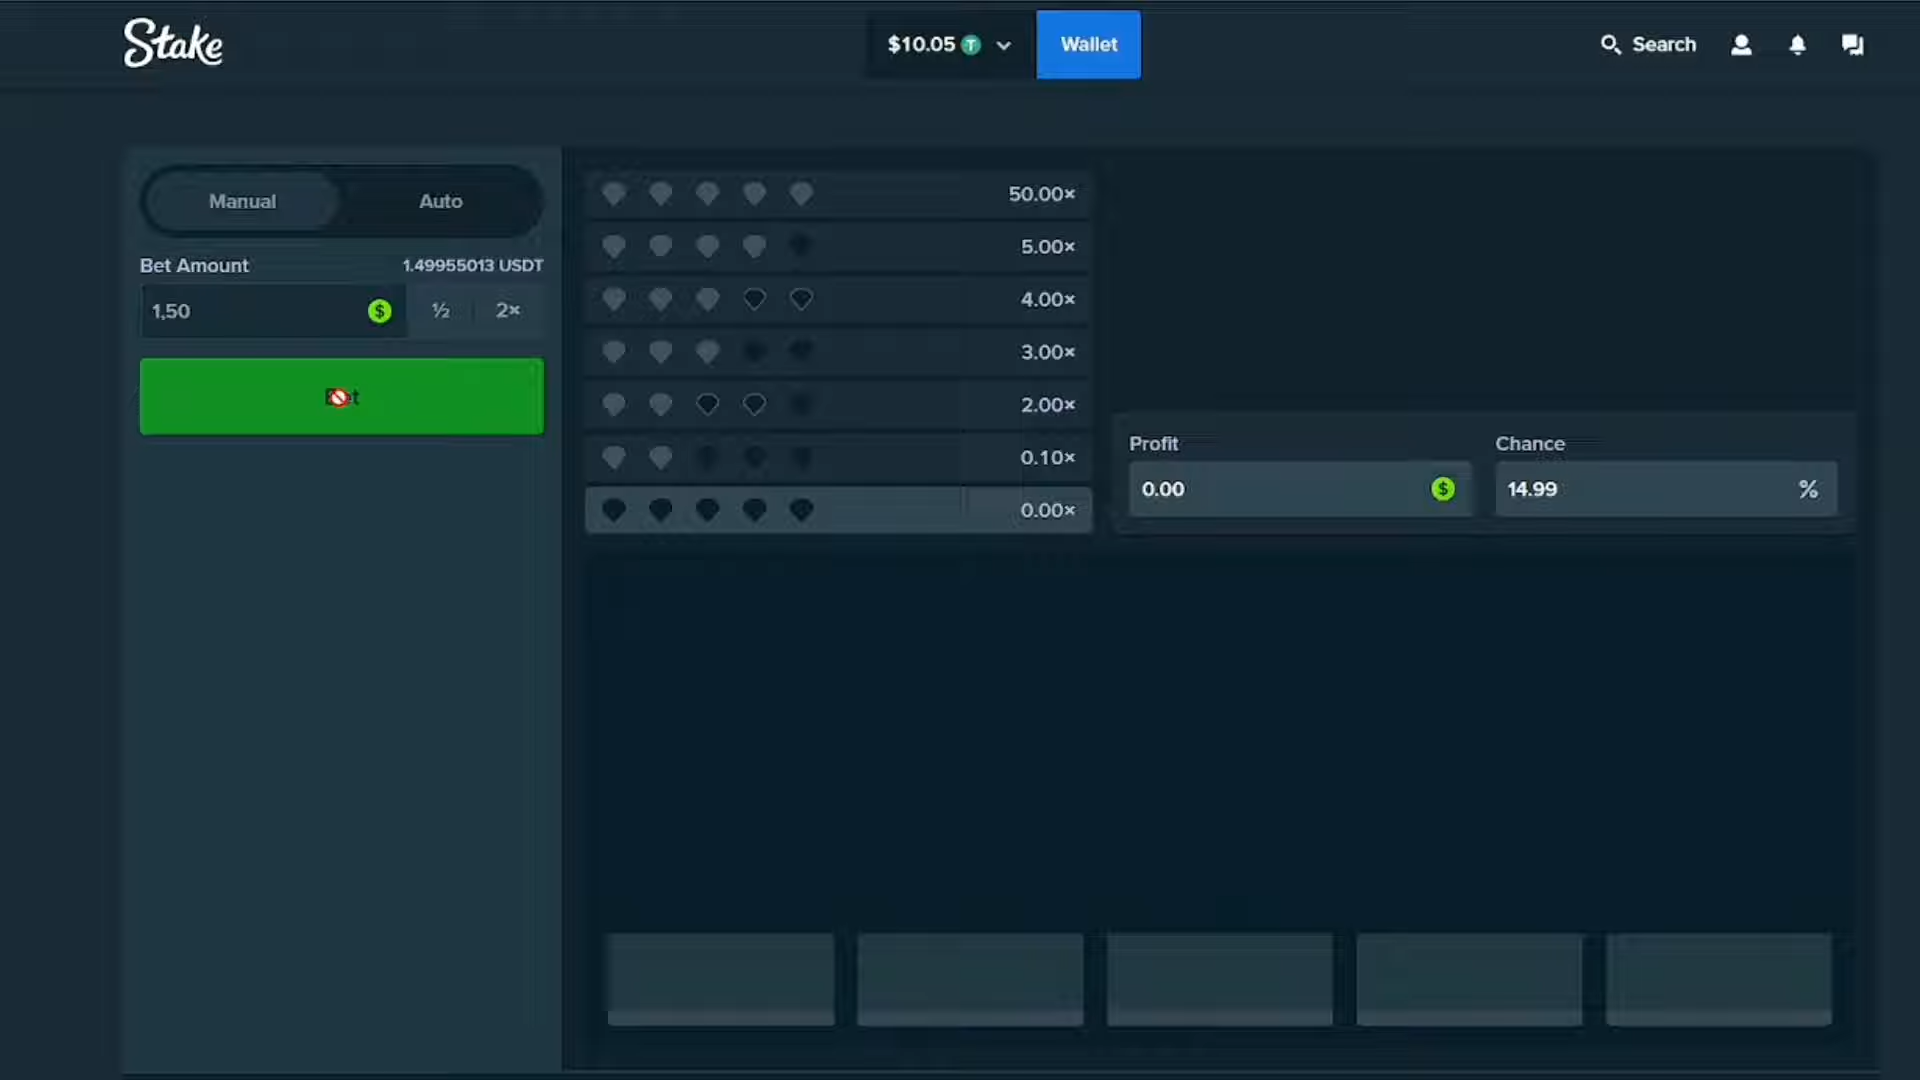 Stake
$10.05
Wallet
Search
Manual
Auto
Bet Amount
1.49955013 USDT
1,50
$
½
2×
50.00×
5.00×
4.00×
3.00×
2.00×
0.10×
0.00×
Profit
Chance
0.00
$
14.99
%